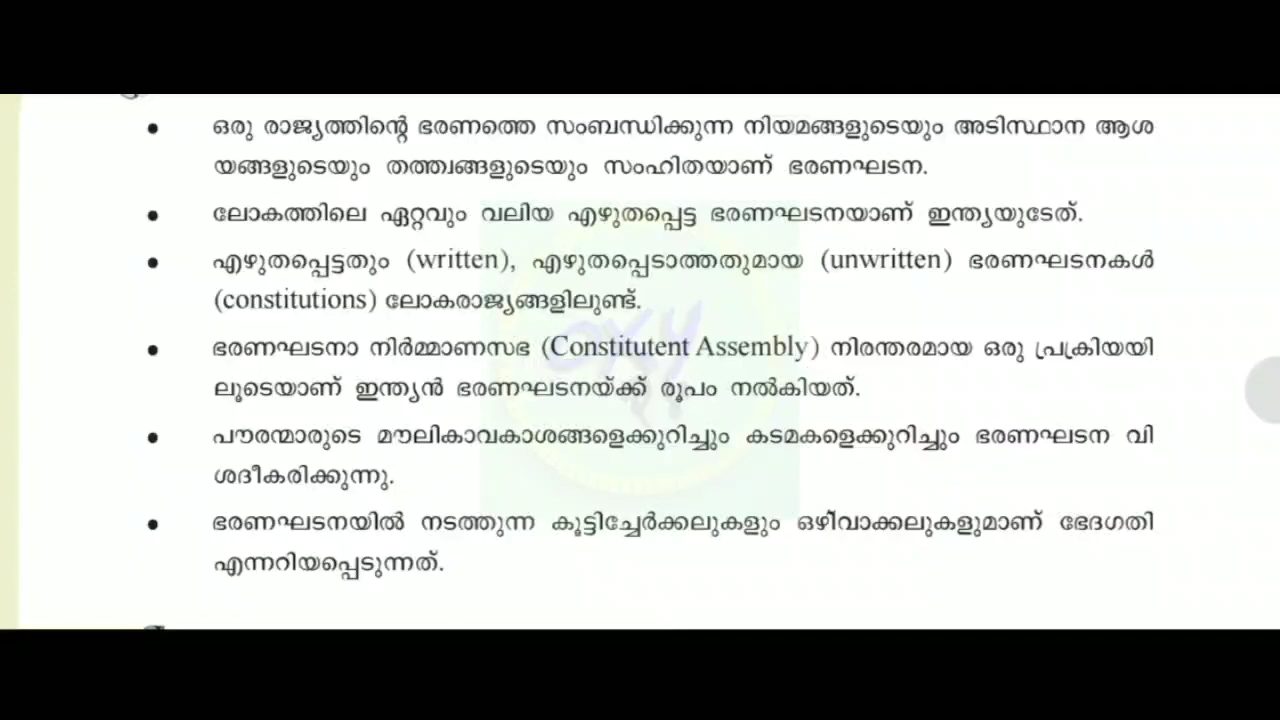 • ഒരു രാജ്യത്തിന്റെ ഭരണത്തെ സംബന്ധിക്കുന്ന നിയമങ്ങളുടെയും അടിസ്ഥാന ആശ
യങ്ങളുടെയും തത്ത്വങ്ങളുടെയും സംഹിതയാണ് ഭരണഘടന.
• ലോകത്തിലെ ഏറ്റവും വലിയ എഴുതപ്പെട്ട ഭരണഘടനയാണ് ഇന്ത്യയുടേത്.
• എഴുതപ്പെട്ടതും (written), എഴുതപ്പെടാത്തതുമായ (unwritten) ഭരണഘടനകൾ
(constitutions) ലോകരാജ്യങ്ങളിലുണ്ട്.
• ഭരണഘടനാ നിർമ്മാണസഭ (Constitutent Assembly) നിരന്തരമായ ഒരു പ്രക്രിയയി
ലൂടെയാണ് ഇന്ത്യൻ ഭരണഘടനയ്ക്ക് രൂപം നൽകിയത്.
• പൗരന്മാരുടെ മൗലികാവകാശങ്ങളെക്കുറിച്ചും കടമകളെക്കുറിച്ചും ഭരണഘടന വി
ശദീകരിക്കുന്നു.
• ഭരണഘടനയിൽ നടത്തുന്ന കൂട്ടിച്ചേർക്കലുകളും ഒഴിവാക്കലുകളുമാണ് ഭേദഗതി
എന്നറിയപ്പെടുന്നത്.